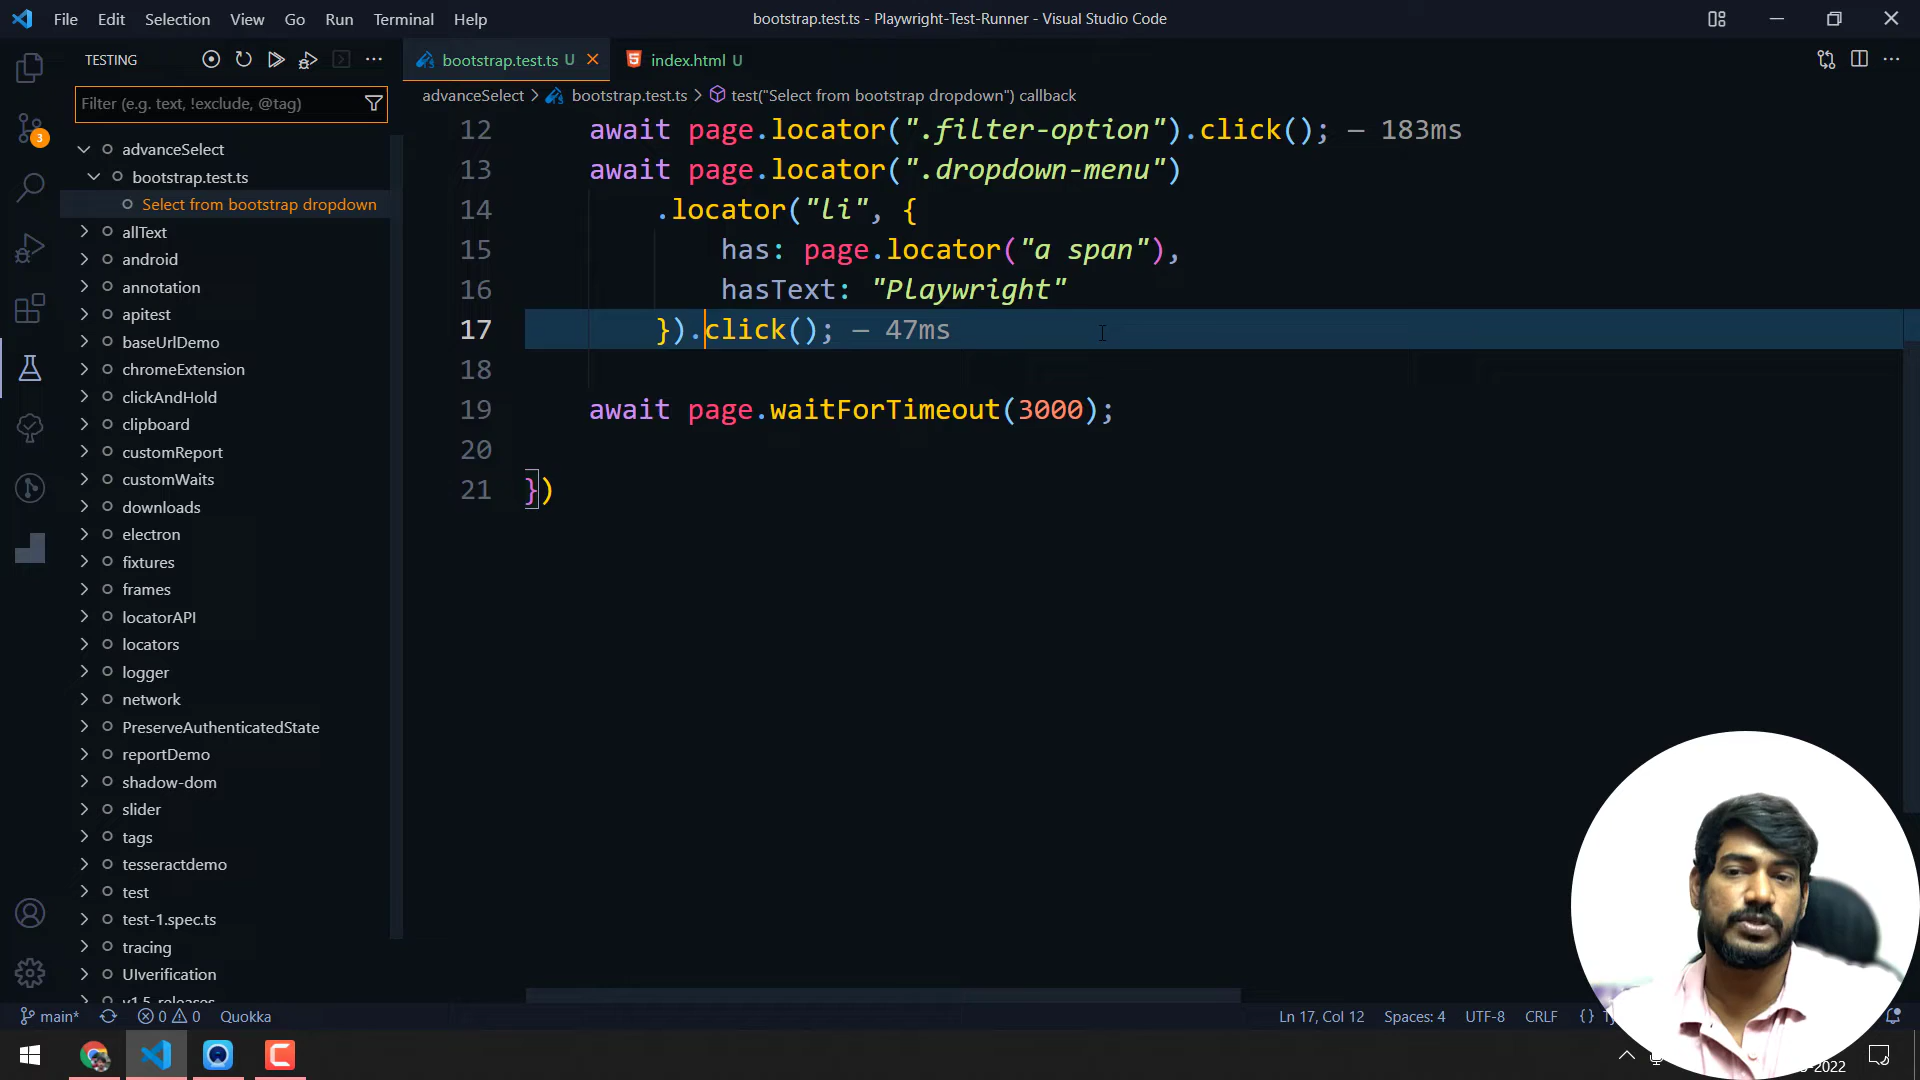 File Edit Selection View Go Run Terminal Help
bootstrap.test.ts - Playwright-Test-Runner - Visual Studio Code
TESTING
bootstrap.test.ts U
index.html U
Filter (e.g. text, !exclude, @tag)
advanceSelect > bootstrap.test.ts > test("Select from bootstrap dropdown") callback
3
advanceSelect
bootstrap.test.ts
Select from bootstrap dropdown
allText
android
annotation
apitest
baseUrlDemo
chromeExtension
clickAndHold
clipboard
customReport
customWaits
downloads
electron
fixtures
frames
locatorAPI
locators
logger
network
PreserveAuthenticatedState
reportDemo
shadow-dom
slider
tags
tesseractdemo
test
test-1.spec.ts
tracing
UIverification
v1.5_releases
12 await page.locator(".filter-option").click(); — 183ms
13 await page.locator(".dropdown-menu")
14 .locator("li", {
15 has: page.locator("a span"),
16 hasText: "Playwright"
17 }).click(); — 47ms
18
19 await page.waitForTimeout(3000);
20
21 })
main* 0 0 Quokka
Ln 17, Col 12 Spaces: 4 UTF-8 CRLF {}
-2022